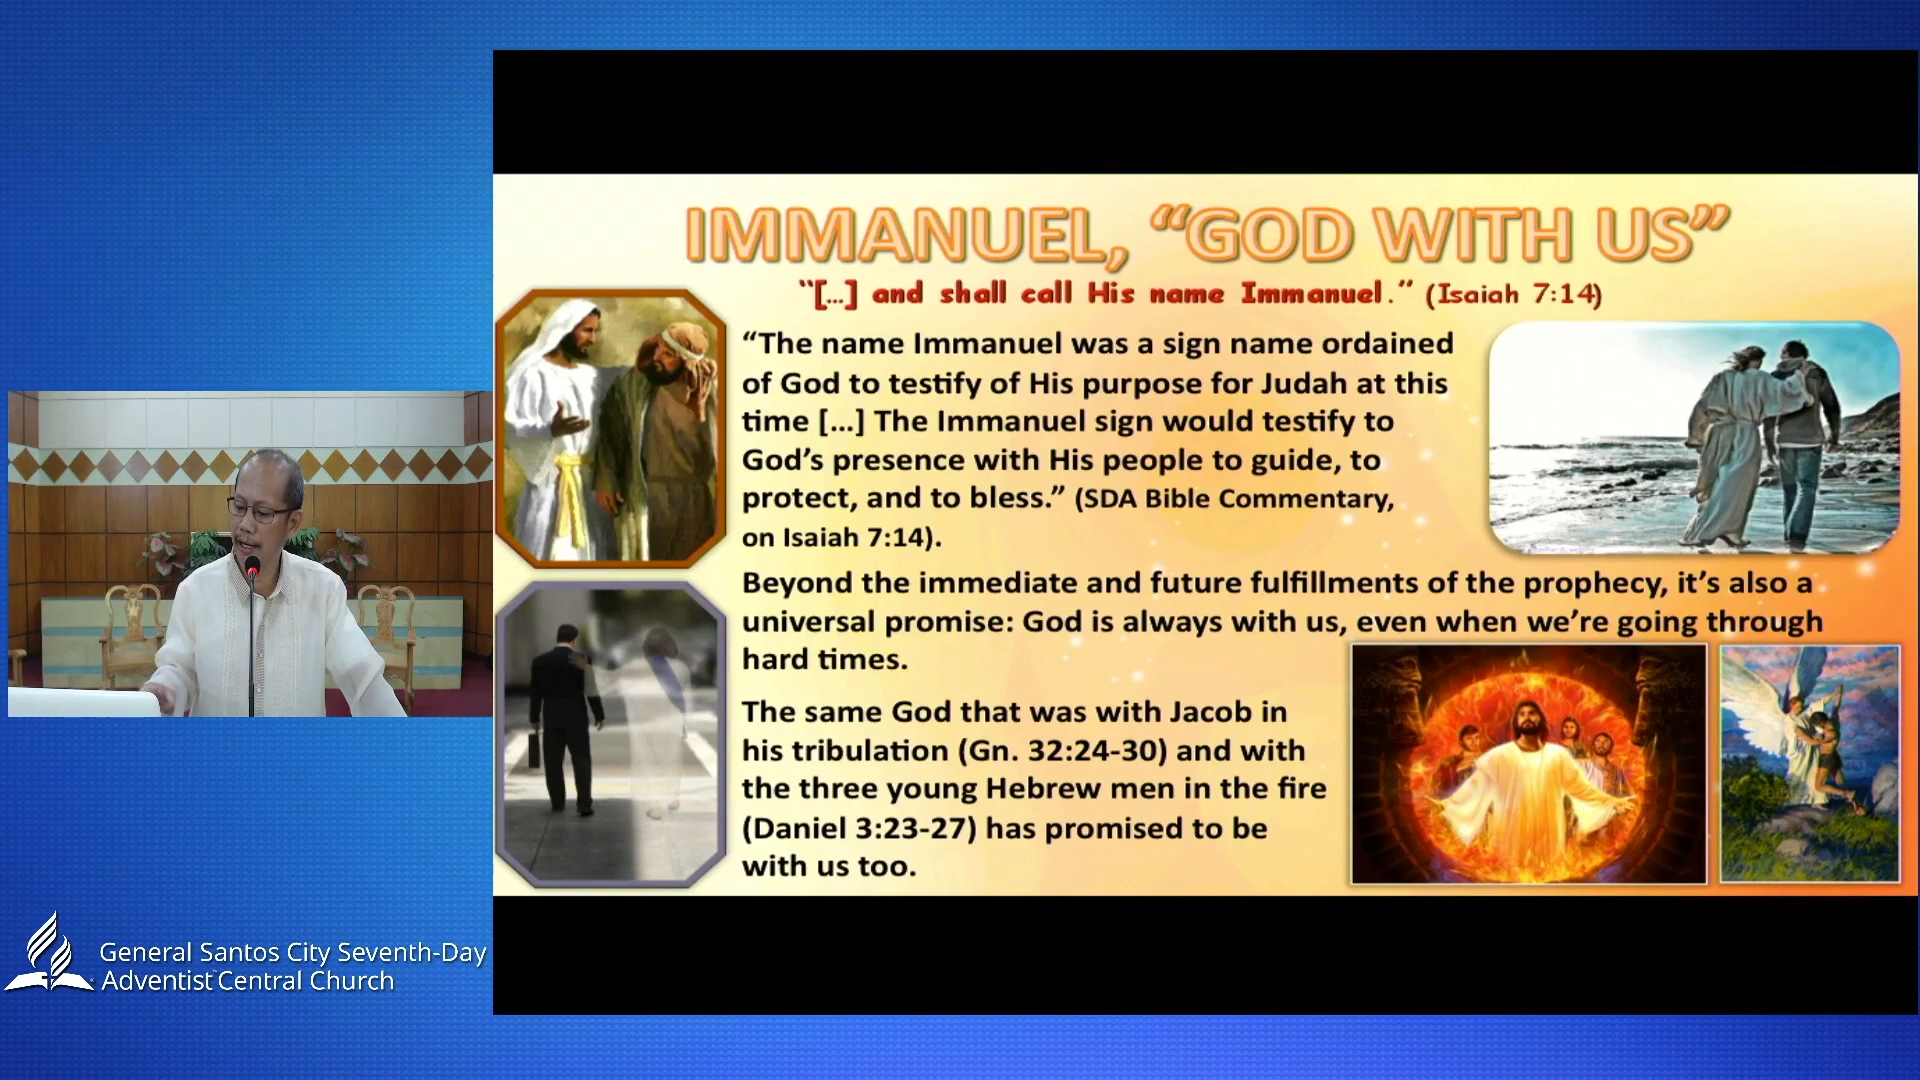 IMMANUEL, “GOD WITH US”
“[...] and shall call His name Immanuel.” (Isaiah 7:14)
“The name Immanuel was a sign name ordained
of God to testify of His purpose for Judah at this
time [...] The Immanuel sign would testify to
God’s presence with His people to guide, to
protect, and to bless.” (SDA Bible Commentary,
on Isaiah 7:14).
Beyond the immediate and future fulfillments of the prophecy, it’s also a
universal promise: God is always with us, even when we’re going through
hard times.
The same God that was with Jacob in
his tribulation (Gn. 32:24-30) and with
the three young Hebrew men in the fire
(Daniel 3:23-27) has promised to be
with us too.
General Santos City Seventh-Day
Adventist Central Church